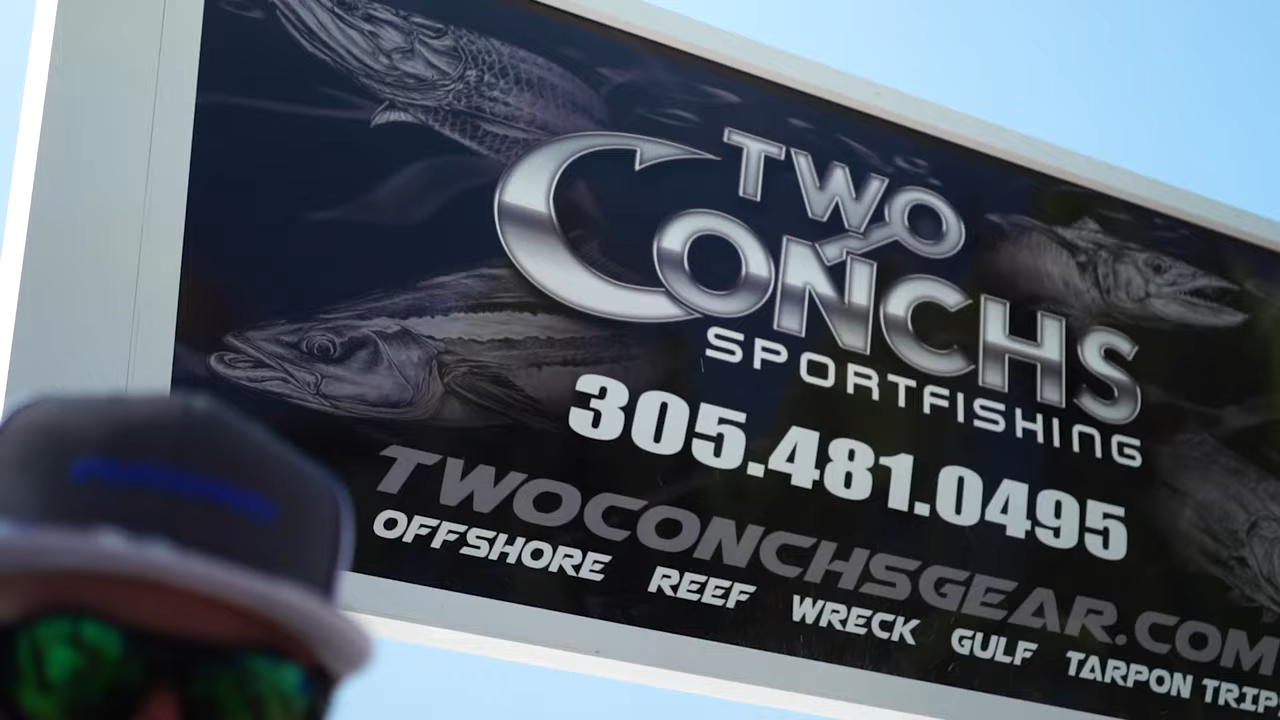 TWO
CONCHS
SPORTFISHING
305.481.0495
TWOCONCHSGEAR.COM
OFFSHORE REEF WRECK GULF TARPON TRIP